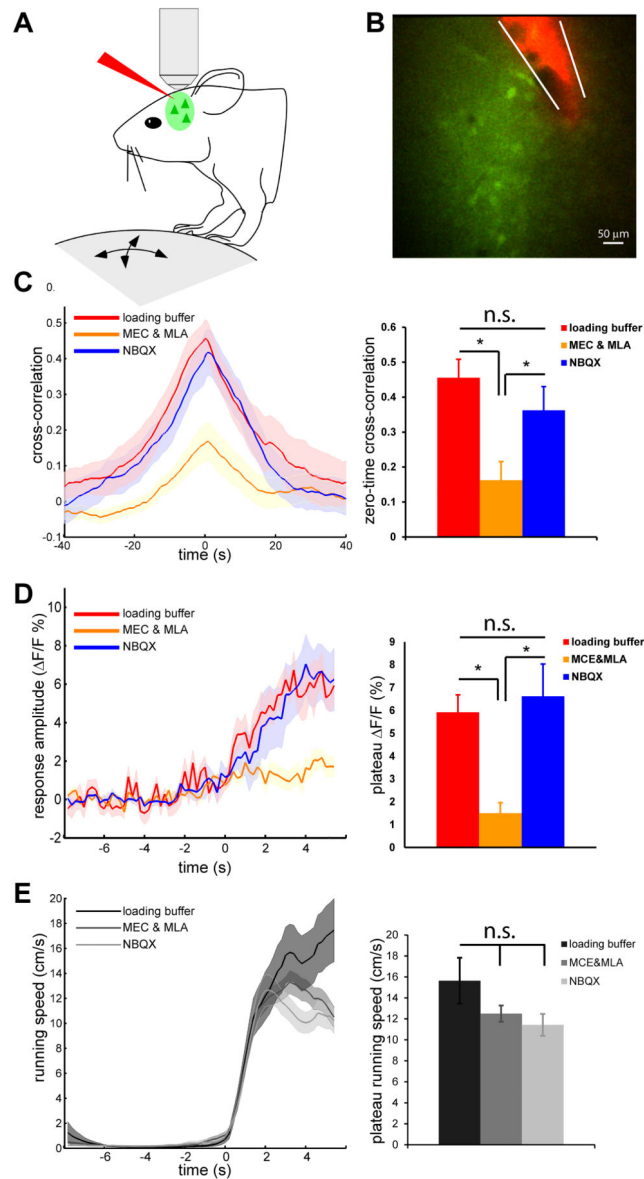 A
B
50 μm
C
0.
loading buffer
MEC & MLA
NBQX
0.5
0.4
0.3
0.2
0.1
0
-0.1
cross-correlation
-40
-20
0
20
40
time (s)
n.s.
*
*
loading buffer
MEC & MLA
NBQX
0.6
0.5
0.4
0.3
0.2
0.1
0
zero-time cross-correlation
D
loading buffer
MEC & MLA
NBQX
10
8
6
4
2
0
-2
response amplitude (ΔF/F %)
-6
-4
-2
0
2
4
time (s)
n.s.
*
*
loading buffer
MCE&MLA
NBQX
9
8
7
6
5
4
3
2
1
0
plateau ΔF/F (%)
E
loading buffer
MEC & MLA
NBQX
20
18
16
14
12
10
8
6
4
2
0
running speed (cm/s)
-6
-4
-2
0
2
4
time (s)
n.s.
loading buffer
MCE&MLA
NBQX
20
18
16
14
12
10
8
6
4
2
0
plateau running speed (cm/s)